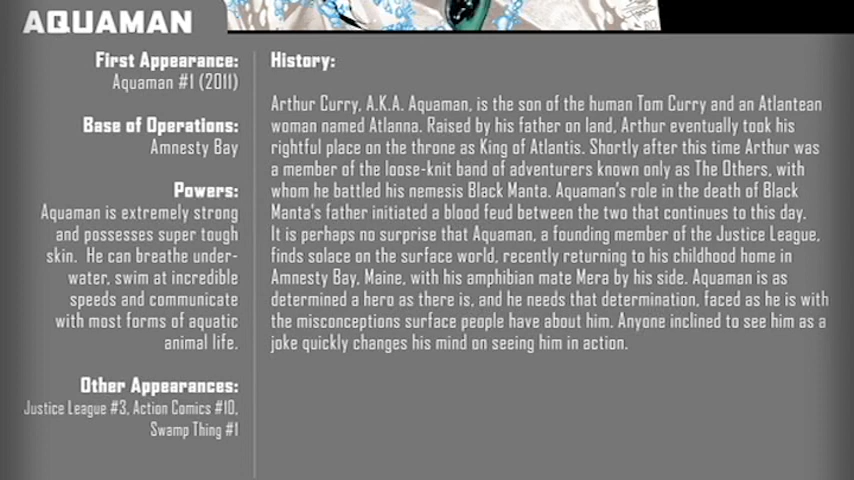 AQUAMAN
First Appearance:
Aquaman #1 (2011)
Base of Operations:
Amnesty Bay
Powers:
Aquaman is extremely strong
and possesses super tough
skin. He can breathe under-
water, swim at incredible
speeds and communicate
with most forms of aquatic
animal life.
Other Appearances:
Justice League #3, Action Comics #10,
Swamp Thing #1
History:
Arthur Curry, A.K.A. Aquaman, is the son of the human Tom Curry and an Atlantean
woman named Atlanna. Raised by his father on land, Arthur eventually took his
rightful place on the throne as King of Atlantis. Shortly after this time Arthur was
a member of the loose-knit band of adventurers known only as The Others, with
whom he battled his nemesis Black Manta. Aquaman's role in the death of Black
Manta's father initiated a blood feud between the two that continues to this day.
It is perhaps no surprise that Aquaman, a founding member of the Justice League,
finds solace on the surface world, recently returning to his childhood home in
Amnesty Bay, Maine, with his amphibian mate Mera by his side. Aquaman is as
determined a hero as there is, and he needs that determination, faced as he is with
the misconceptions surface people have about him. Anyone inclined to see him as a
joke quickly changes his mind on seeing him in action.